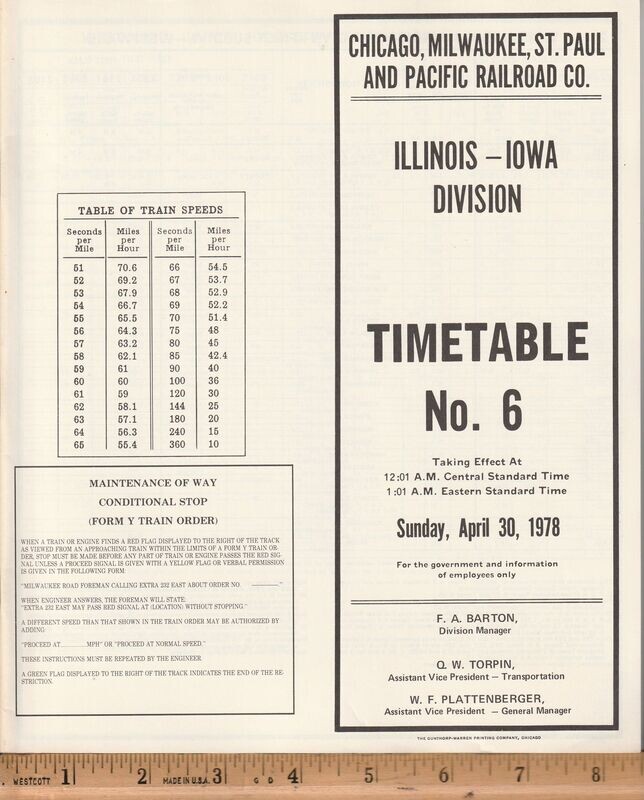 TABLE OF TRAIN SPEEDS
Seconds per Mile Miles per Hour Seconds per Mile Miles per Hour
51 70.6 66 54.5
52 69.2 67 53.7
53 67.9 68 52.9
54 66.7 69 52.2
55 65.5 70 51.4
56 64.3 75 48
57 63.2 80 45
58 62.1 85 42.4
59 61 90 40
60 60 100 36
61 59 120 30
62 58.1 144 25
63 57.1 180 20
64 56.3 240 15
65 55.4 360 10
MAINTENANCE OF WAY
CONDITIONAL STOP
(FORM Y TRAIN ORDER)
WHEN A TRAIN OR ENGINE FINDS A RED FLAG DISPLAYED TO THE RIGHT OF THE TRACK
AS VIEWED FROM AN APPROACHING TRAIN WITHIN THE LIMITS OF A FORM Y TRAIN OR-
DER, STOP MUST BE MADE BEFORE ANY PART OF TRAIN OR ENGINE PASSES THE RED SIG-
NAL UNLESS A PROCEED SIGNAL IS GIVEN WITH A YELLOW FLAG OR VERBAL PERMISSION
IS GIVEN IN THE FOLLOWING FORM:
"MILWAUKEE ROAD FOREMAN CALLING EXTRA 232 EAST ABOUT ORDER NO. ________"
WHEN ENGINEER ANSWERS, THE FOREMAN WILL STATE:
"EXTRA 232 EAST MAY PASS RED SIGNAL AT (LOCATION) WITHOUT STOPPING."
A DIFFERENT SPEED THAN THAT SHOWN IN THE TRAIN ORDER MAY BE AUTHORIZED BY
ADDING:
"PROCEED AT ________ MPH" OR "PROCEED AT NORMAL SPEED."
THESE INSTRUCTIONS MUST BE REPEATED BY THE ENGINEER.
A GREEN FLAG DISPLAYED TO THE RIGHT OF THE TRACK INDICATES THE END OF THE RE-
STRICTION.
CHICAGO, MILWAUKEE, ST. PAUL
AND PACIFIC RAILROAD CO.
ILLINOIS – IOWA
DIVISION
TIMETABLE
No. 6
Taking Effect At
12:01 A.M. Central Standard Time
1:01 A.M. Eastern Standard Time
Sunday, April 30, 1978
For the government and information
of employees only
F. A. BARTON,
Division Manager
O. W. TORPIN,
Assistant Vice President – Transportation
W. F. PLATTENBERGER,
Assistant Vice President – General Manager
THE GUNTHORP-WARREN PRINTING COMPANY, CHICAGO
WESTCOTT 1 2 MADE IN U.S.A. 3 G D 4 5 6 7 8